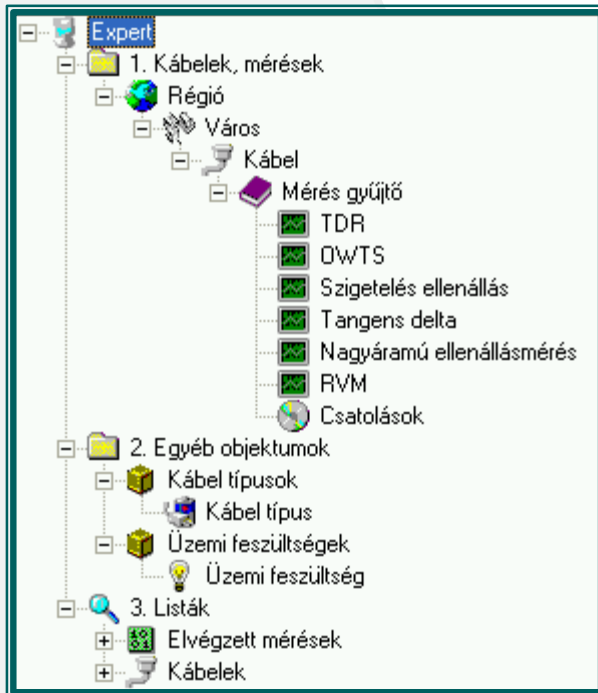 Expert
1. Kábelek, mérések
Régió
Város
Kábel
Mérés gyűjtő
TDR
OWTS
Szigetelés ellenállás
Tangens delta
Nagyáramú ellenállásmérés
RVM
Csatolások
2. Egyéb objektumok
Kábel típusok
Kábel típus
Üzemi feszültségek
Üzemi feszültség
3. Listák
Elvégzett mérések
Kábelek